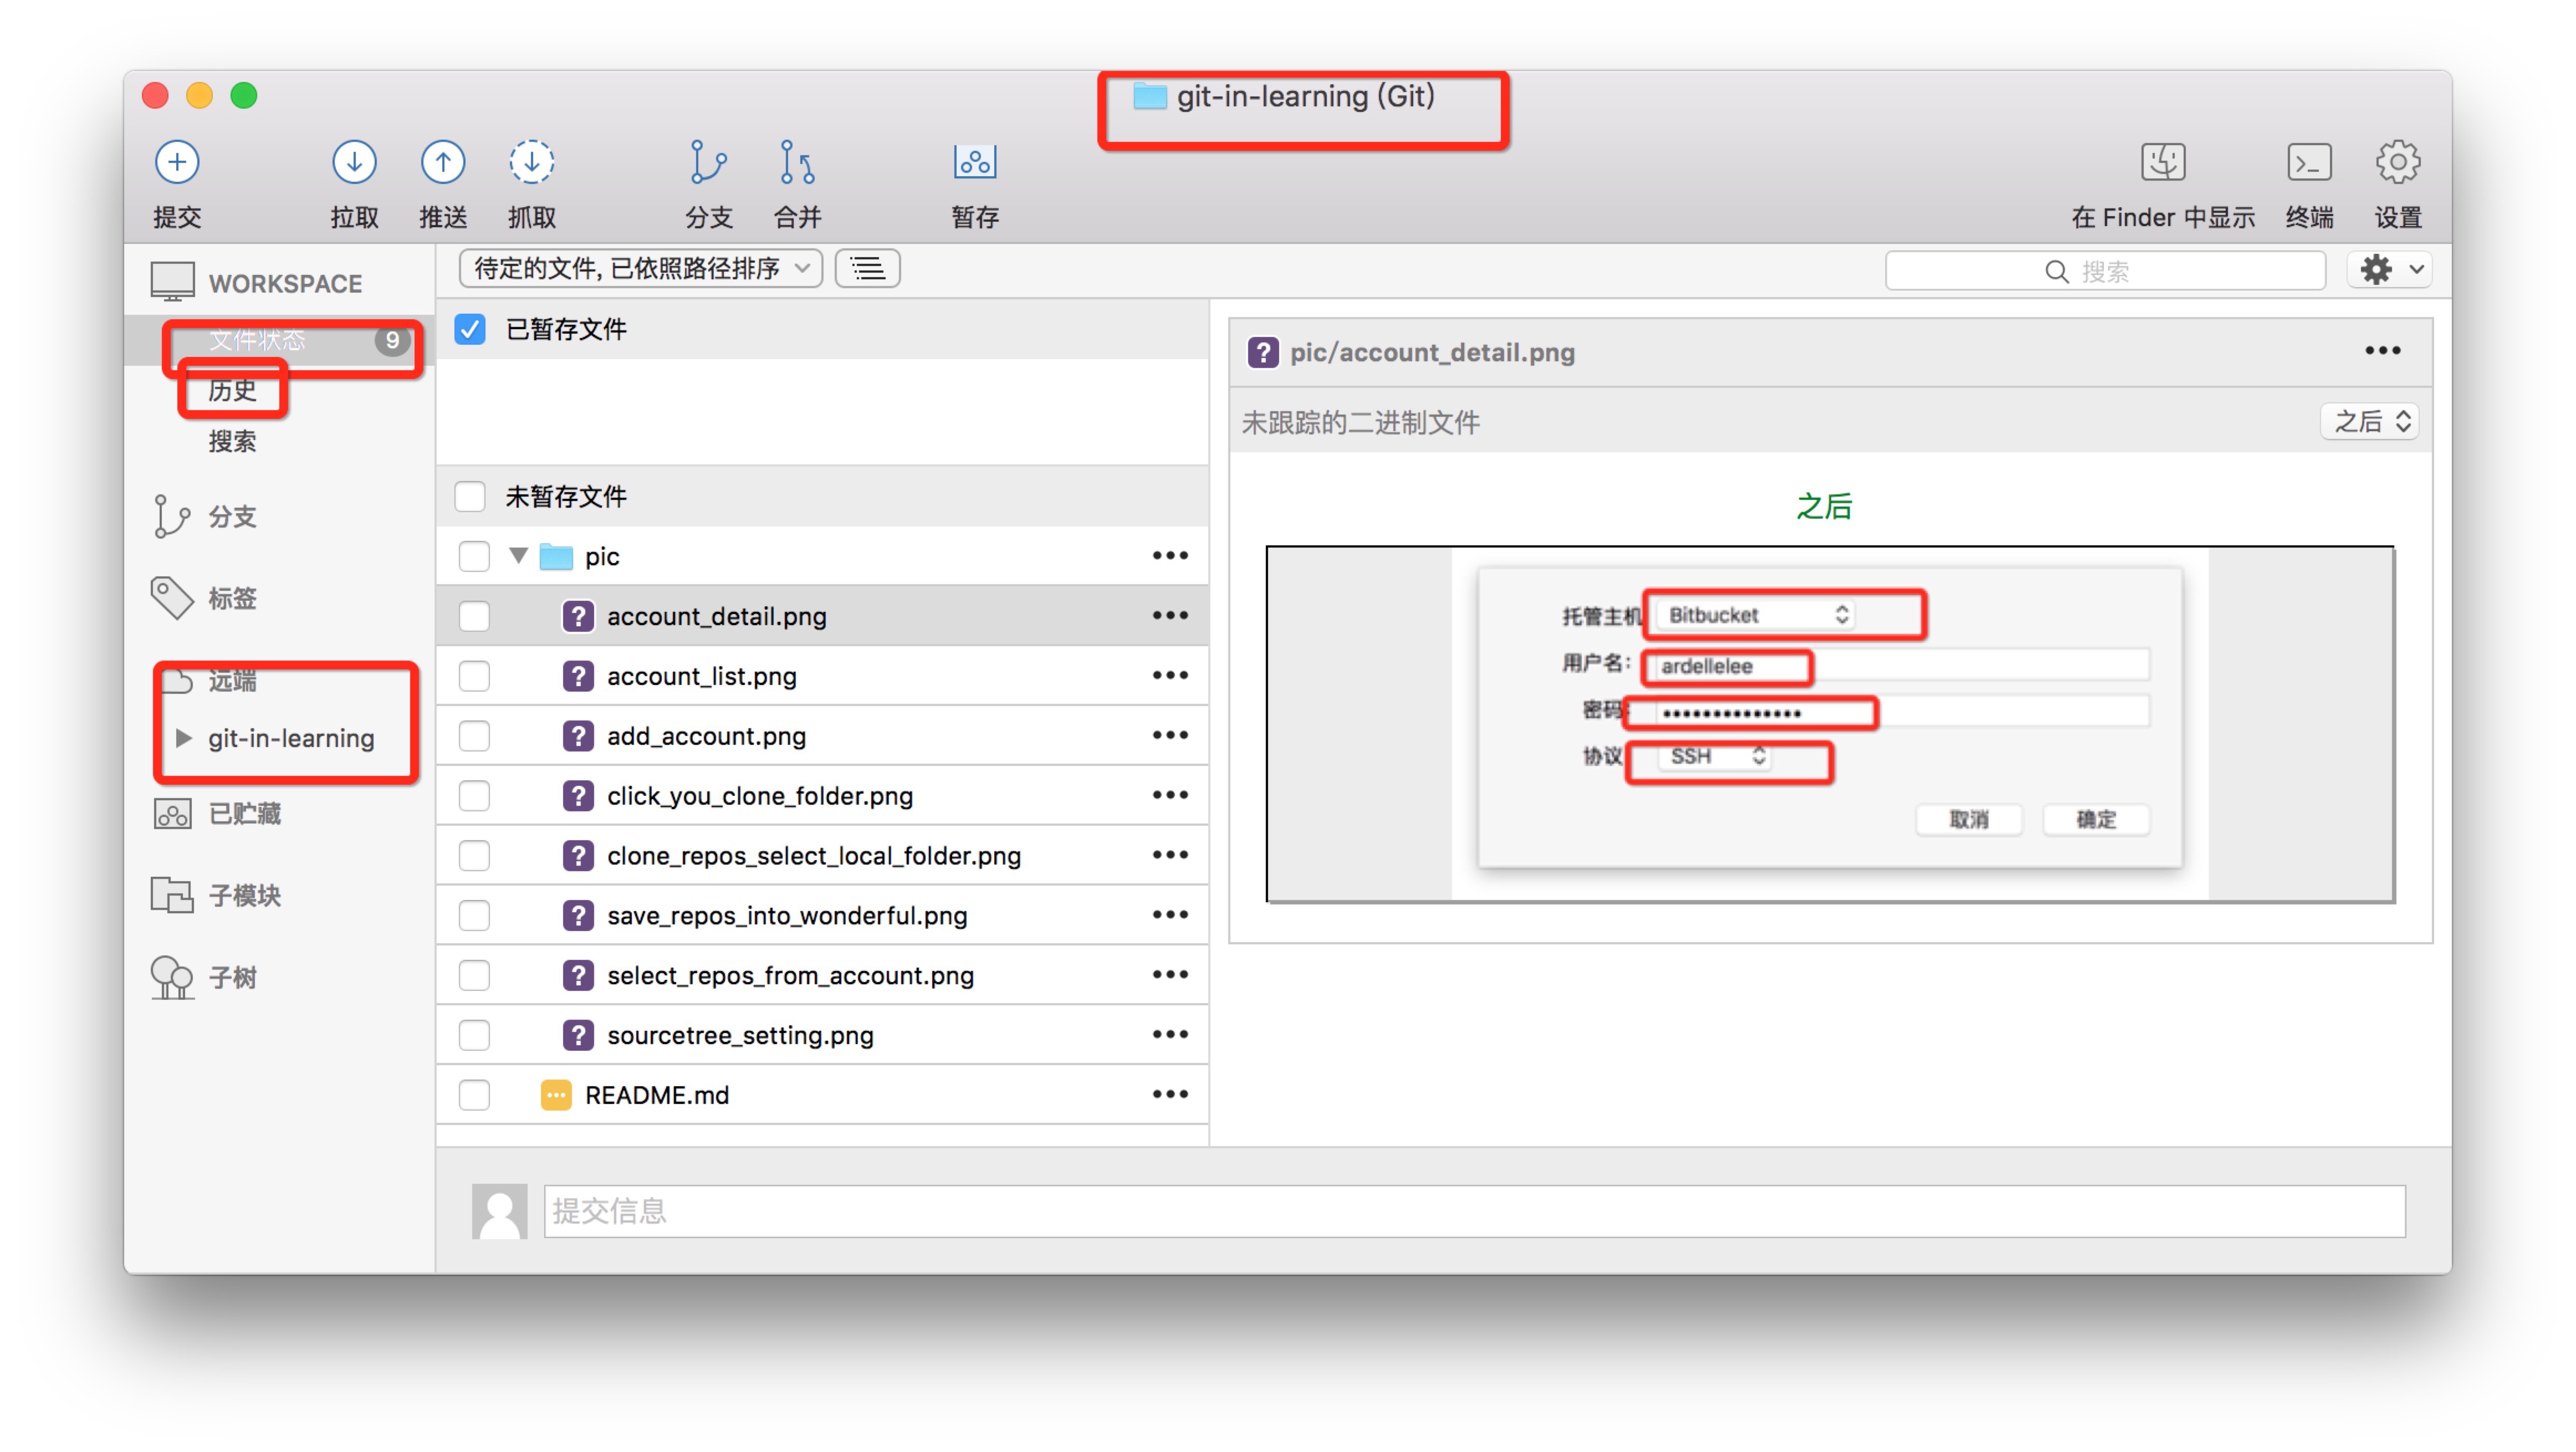 git-in-learning (Git)
提交 拉取 推送 抓取 分支 合并 暂存 在 Finder 中显示 终端 设置
WORKSPACE
文件状态 9
历史
搜索
分支
标签
远端
git-in-learning
已贮藏
子模块
子树
待定的文件, 已依照路径排序
搜索
已暂存文件
未暂存文件
pic
account_detail.png
account_list.png
add_account.png
click_you_clone_folder.png
clone_repos_select_local_folder.png
save_repos_into_wonderful.png
select_repos_from_account.png
sourcetree_setting.png
README.md
pic/account_detail.png
未跟踪的二进制文件 之后
之后
托管主机 Bitbucket
用户名: ardellelee
密码: ••••••••••••••
协议 SSH
取消 确定
提交信息